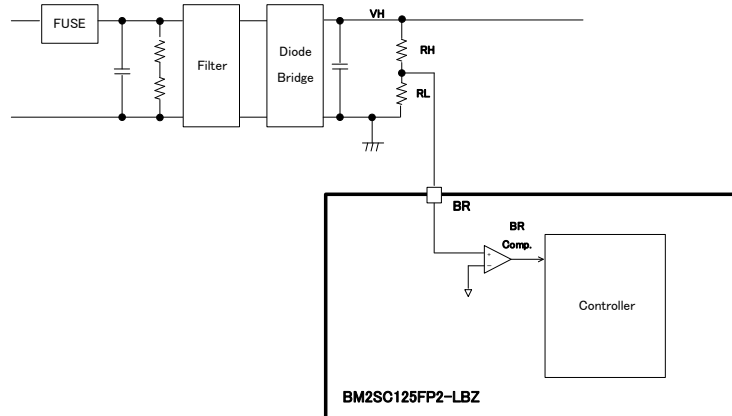 FUSE
Filter
Diode
Bridge
VH
RH
RL
BR
BR
Comp.
+
−
Controller
BM2SC125FP2-LBZ